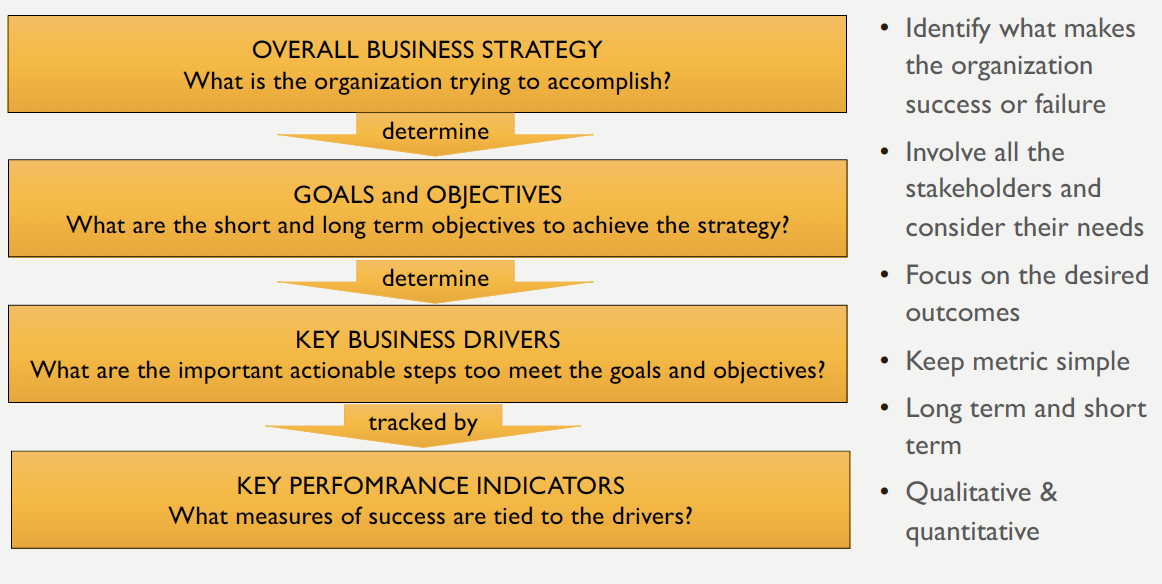 OVERALL BUSINESS STRATEGY
What is the organization trying to accomplish?
determine
GOALS and OBJECTIVES
What are the short and long term objectives to achieve the strategy?
determine
KEY BUSINESS DRIVERS
What are the important actionable steps too meet the goals and objectives?
tracked by
KEY PERFOMRANCE INDICATORS
What measures of success are tied to the drivers?
• Identify what makes
the organization
success or failure
• Involve all the
stakeholders and
consider their needs
• Focus on the desired
outcomes
• Keep metric simple
• Long term and short
term
• Qualitative &
quantitative